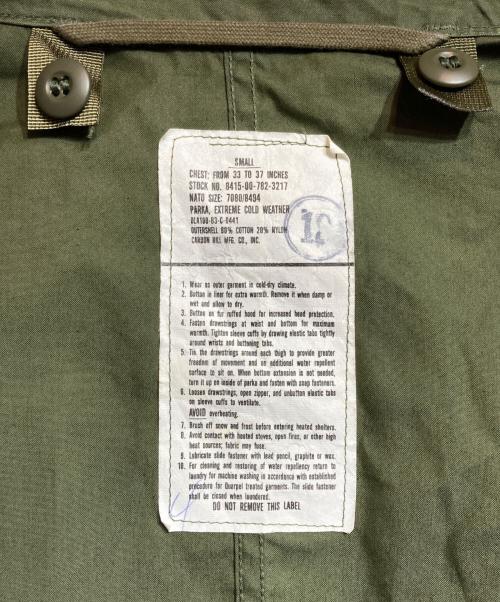 SMALL
CHEST: FROM 33 TO 37 INCHES
STOCK NO. 8415-00-782-3217
NATO SIZE: 7080/8494
PARKA, EXTREME COLD WEATHER
DLA100-83-C-0441
OUTERSHELL 80% COTTON 20% NYLON
MFG. CO., INC.
1. Wear as outer garment in cold-dry climate.
2. Button in liner for extra warmth. Remove it when damp or
wet and allow to dry.
3. Button on fur ruffed hood for increased head protection.
4. Fasten drawstrings at waist and bottom for maximum
warmth. Tighten sleeve cuffs by drawing elastic tabs tightly
around wrists and buttoning tabs.
5. Tie the drawstrings around each thigh to provide greater
freedom of movement and an additional water repellent
surface to sit on. When bottom extension is not needed,
turn it up on inside of parka and fasten with snap fasteners.
6. Loosen drawstrings, open zipper, and unbutton elastic tabs
on sleeve cuffs to ventilate.
AVOID overheating.
7. Brush off snow and frost before entering heated shelters.
8. Avoid contact with heated stoves, open fires, or other high
heat sources; fabric may fuse.
9. Lubricate slide fastener with lead pencil, graphite or wax.
10. For cleaning and restoring of water repellency return to
laundry for machine washing in accordance with established
procedure for Quarpel treated garments. The slide fastener
shall be closed when laundered.
DO NOT REMOVE THIS LABEL
4